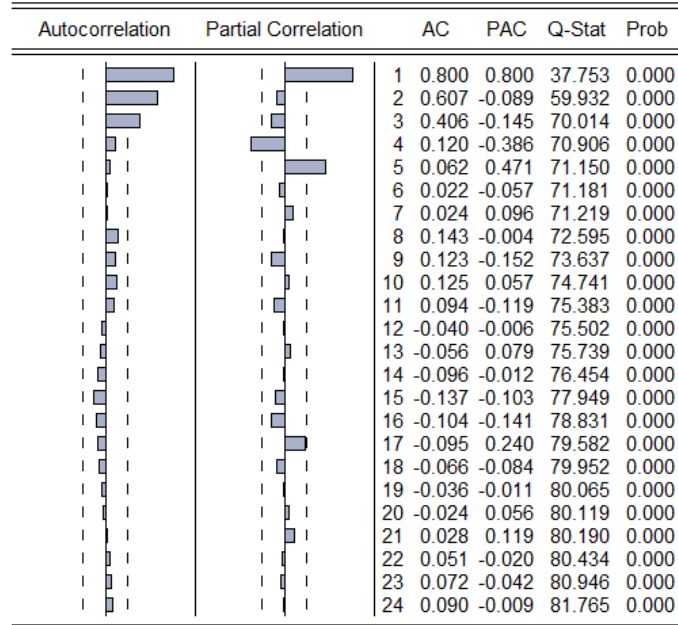 Autocorrelation Partial Correlation AC PAC Q-Stat Prob
1 0.800 0.800 37.753 0.000
2 0.607 -0.089 59.932 0.000
3 0.406 -0.145 70.014 0.000
4 0.120 -0.386 70.906 0.000
5 0.062 0.471 71.150 0.000
6 0.022 -0.057 71.181 0.000
7 0.024 0.096 71.219 0.000
8 0.143 -0.004 72.595 0.000
9 0.123 -0.152 73.637 0.000
10 0.125 0.057 74.741 0.000
11 0.094 -0.119 75.383 0.000
12 -0.040 -0.006 75.502 0.000
13 -0.056 0.079 75.739 0.000
14 -0.096 -0.012 76.454 0.000
15 -0.137 -0.103 77.949 0.000
16 -0.104 -0.141 78.831 0.000
17 -0.095 0.240 79.582 0.000
18 -0.066 -0.084 79.952 0.000
19 -0.036 -0.011 80.065 0.000
20 -0.024 0.056 80.119 0.000
21 0.028 0.119 80.190 0.000
22 0.051 -0.020 80.434 0.000
23 0.072 -0.042 80.946 0.000
24 0.090 -0.009 81.765 0.000